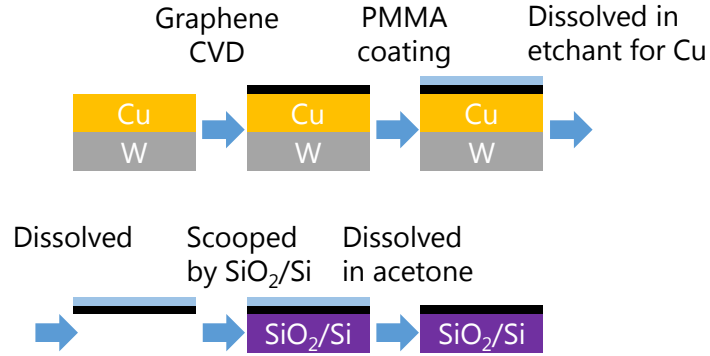 Graphene
CVD
PMMA
coating
Dissolved in
etchant for Cu
Cu
W
Cu
W
Cu
W
Dissolved
Scooped
by SiO₂/Si
Dissolved
in acetone
SiO₂/Si
SiO₂/Si